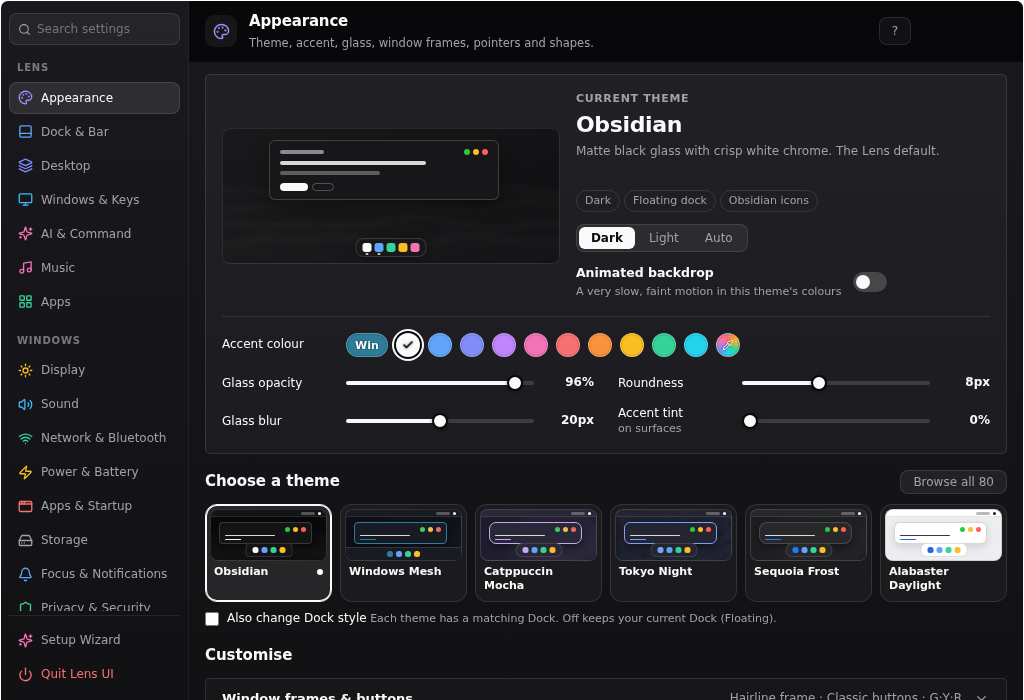 Search settings
LENS
Appearance
Dock & Bar
Desktop
Windows & Keys
AI & Command
Music
Apps
WINDOWS
Display
Sound
Network & Bluetooth
Power & Battery
Apps & Startup
Storage
Focus & Notifications
Privacy & Security
Setup Wizard
Quit Lens UI
Appearance
Theme, accent, glass, window frames, pointers and shapes.
?
CURRENT THEME
Obsidian
Matte black glass with crisp white chrome. The Lens default.
Dark Floating dock Obsidian icons
Dark Light Auto
Animated backdrop
A very slow, faint motion in this theme's colours
Accent colour Win
Glass opacity 96% Roundness 8px
Glass blur 20px Accent tint 0%
on surfaces
Choose a theme Browse all 80
Obsidian
Windows Mesh
Catppuccin
Mocha
Tokyo Night
Sequoia Frost
Alabaster
Daylight
Also change Dock style Each theme has a matching Dock. Off keeps your current Dock (Floating).
Customise
Window frames & buttons Hairline frame · Classic buttons · G·Y·R